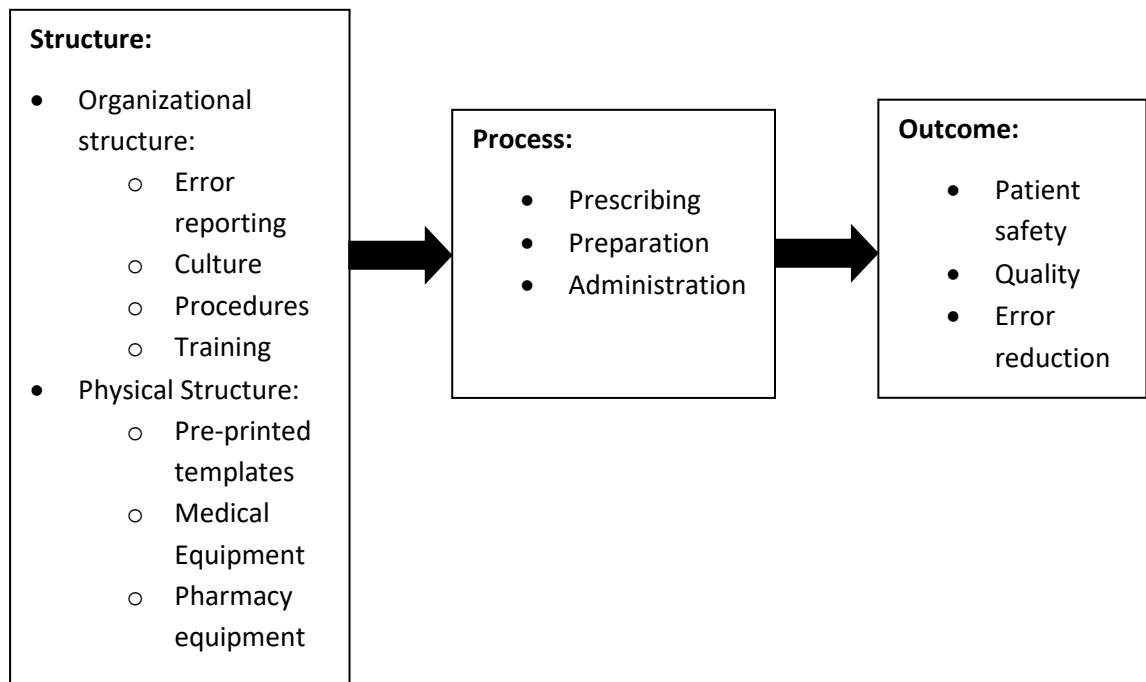 Structure:
• Organizational
structure:
o Error
reporting
o Culture
o Procedures
o Training
• Physical Structure:
o Pre-printed
templates
o Medical
Equipment
o Pharmacy
equipment
Process:
• Prescribing
• Preparation
• Administration
Outcome:
• Patient
safety
• Quality
• Error
reduction